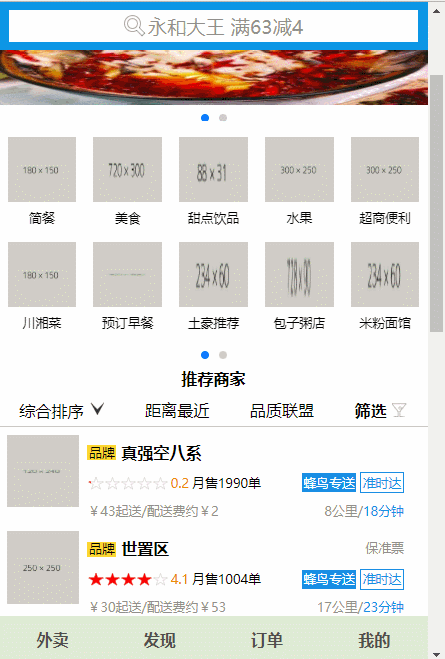 永和大王 满63减4
180 x 150 720 x 300 88 x 31 300 x 250 300 x 250
简餐 美食 甜点饮品 水果 超商便利
180 x 150 234 x 60 728 x 90 234 x 60
川湘菜 预订早餐 土豪推荐 包子粥店 米粉面馆
推荐商家
综合排序 距离最近 品质联盟 筛选
品牌 真强空八系
0.2 月售1990单 蜂鸟专送 准时达
￥43起送/配送费约￥2 8公里/18分钟
250 x 250
品牌 世置区 保准票
4.1 月售1004单 蜂鸟专送 准时达
￥30起送/配送费约￥53 17公里/23分钟
外卖 发现 订单 我的